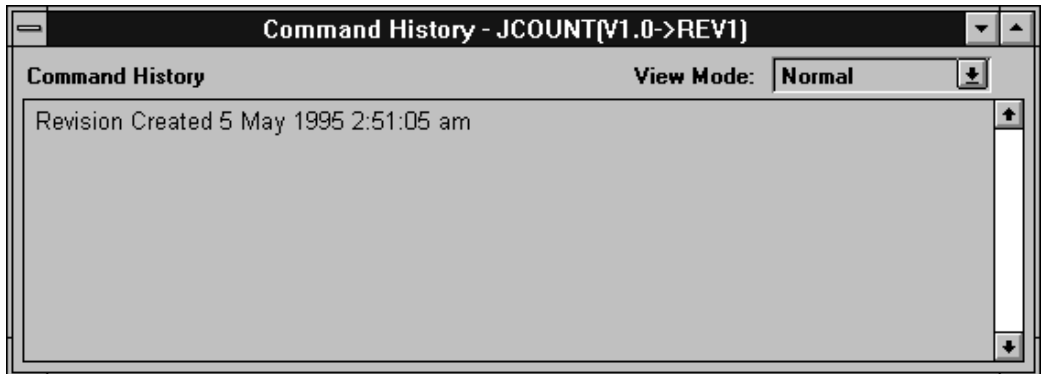 Command History - JCOUNT(V1.0->REV1)
Command History View Mode: Normal
Revision Created 5 May 1995 2:51:05 am